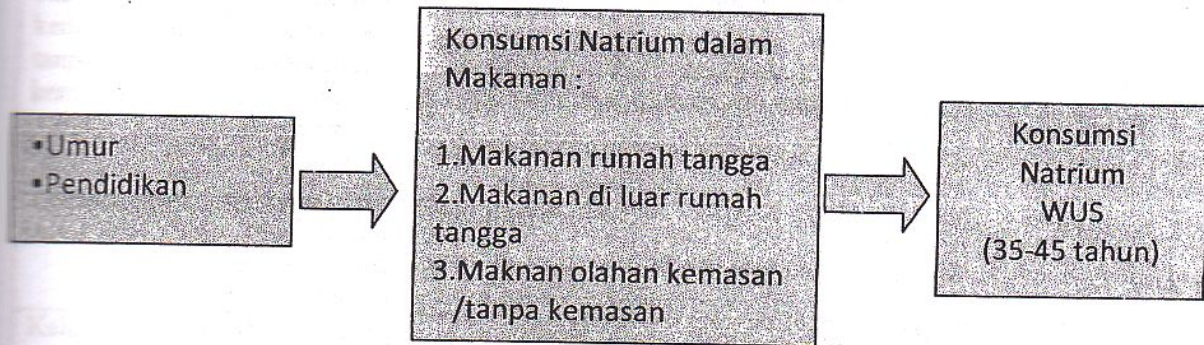 •Umur
•Pendidikan
Konsumsi Natrium dalam
Makanan :
1.Makanan rumah tangga
2.Makanan di luar rumah
tangga
3.Maknan olahan kemasan
/tanpa kemasan
Konsumsi
Natrium
WUS
(35-45 tahun)